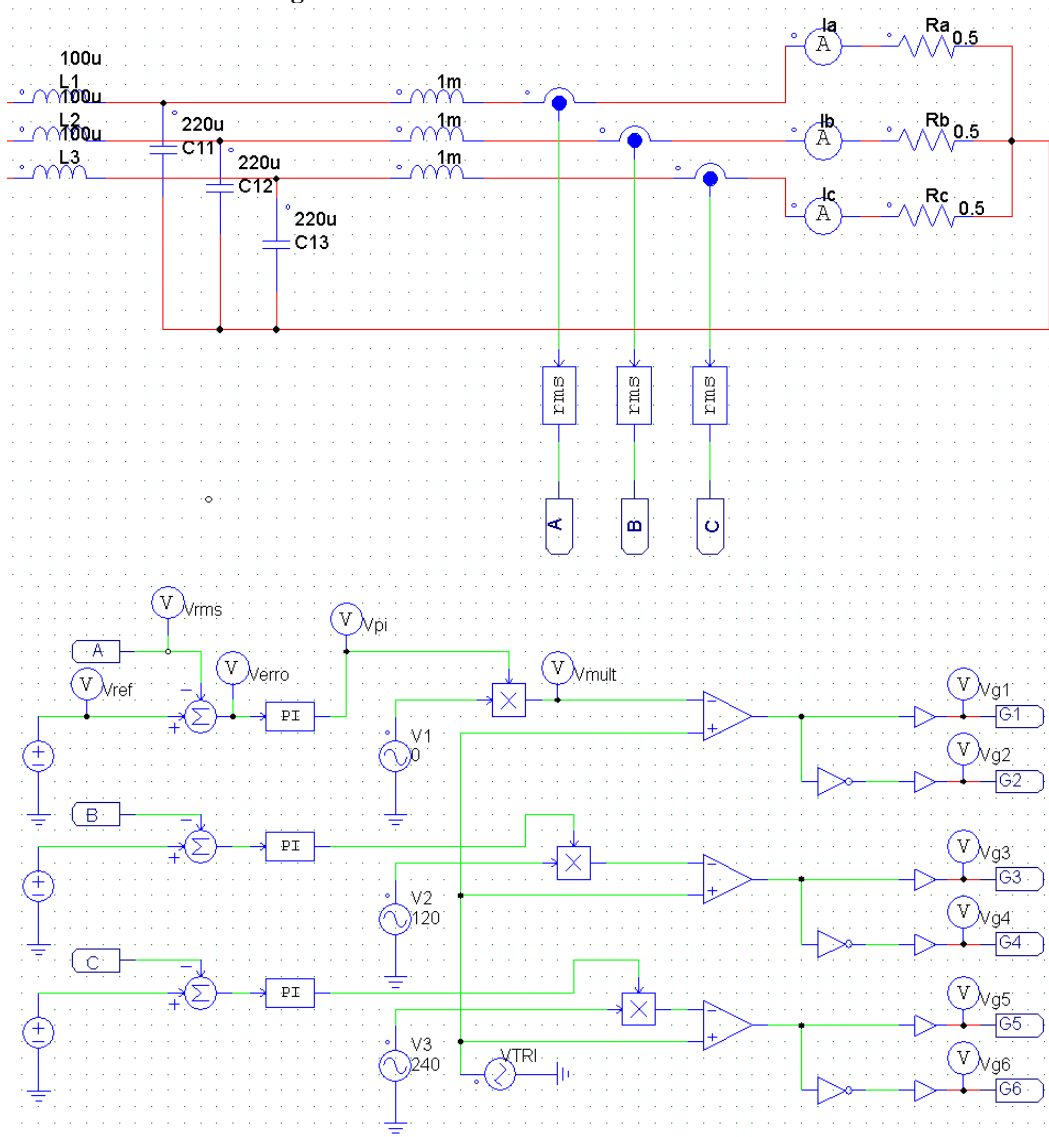 100u
L1
100u
L2
100u
L3
220u
C11
220u
C12
220u
C13
1m
1m
1m
Ia
A
Ra
0.5
Ib
A
Rb
0.5
Ic
A
Rc
0.5
rms
rms
rms
A
B
C
V
Vrms
A
V
Vref
V
Verro
V
Vpi
Σ
PI
V1
0
V
Vmult
V
Vg1
G1
V
Vg2
G2
B
Σ
PI
V2
120
V
Vg3
G3
V
Vg4
G4
C
Σ
PI
V3
240
VTRI
V
Vg5
G5
V
Vg6
G6